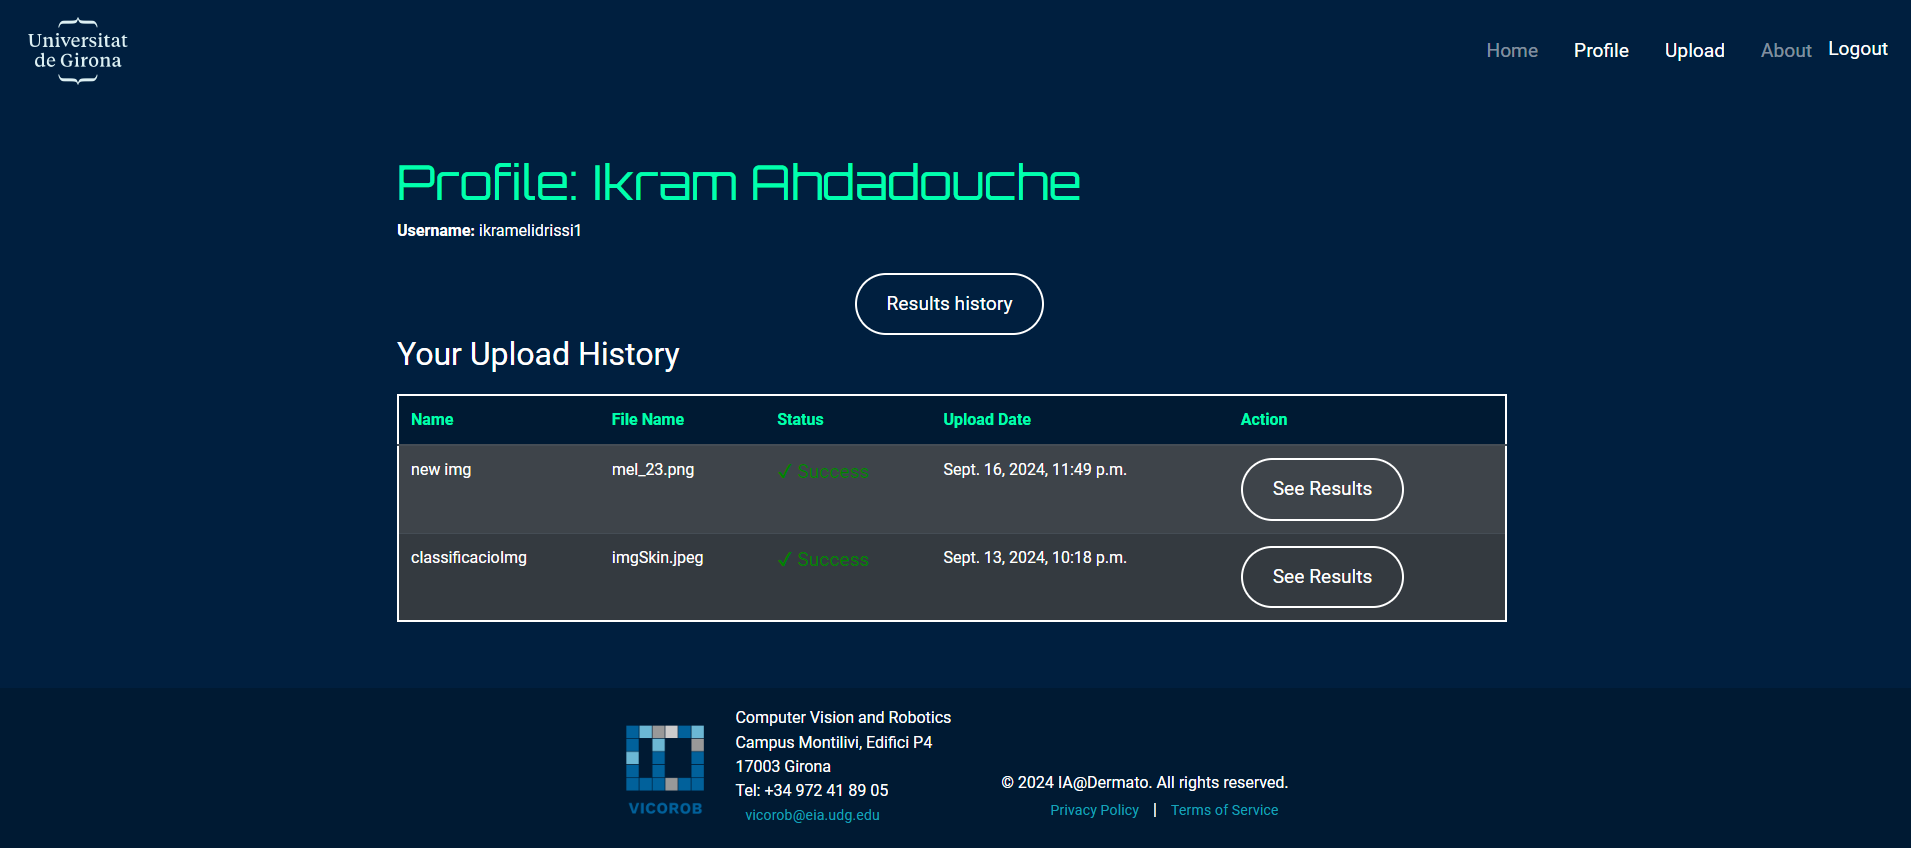 Universitat
de Girona
Home Profile Upload About Logout
Profile: Ikram Ahdadouche
Username: ikramelidrissi1
Results history
Your Upload History
Name File Name Status Upload Date Action
new img mel_23.png ✓ Success Sept. 16, 2024, 11:49 p.m. See Results
classificacioImg imgSkin.jpeg ✓ Success Sept. 13, 2024, 10:18 p.m. See Results
VICOROB
Computer Vision and Robotics
Campus Montilivi, Edifici P4
17003 Girona
Tel: +34 972 41 89 05
vicorob@eia.udg.edu
© 2024 IA@Dermato. All rights reserved.
Privacy Policy | Terms of Service